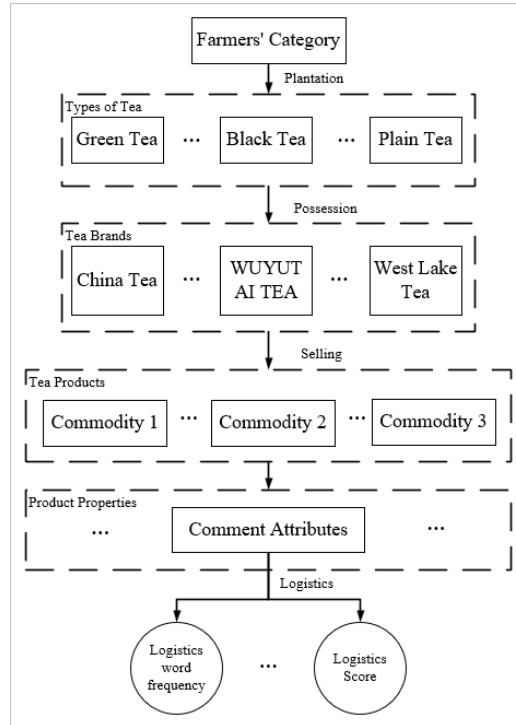 Farmers' Category
Plantation
Types of Tea
Green Tea ... Black Tea ... Plain Tea
Possession
Tea Brands
China Tea ... WUYUT AI TEA ... West Lake Tea
Selling
Tea Products
Commodity 1 ... Commodity 2 ... Commodity 3
Product Properties
... Comment Attributes ...
Logistics
Logistics word frequency ... Logistics Score